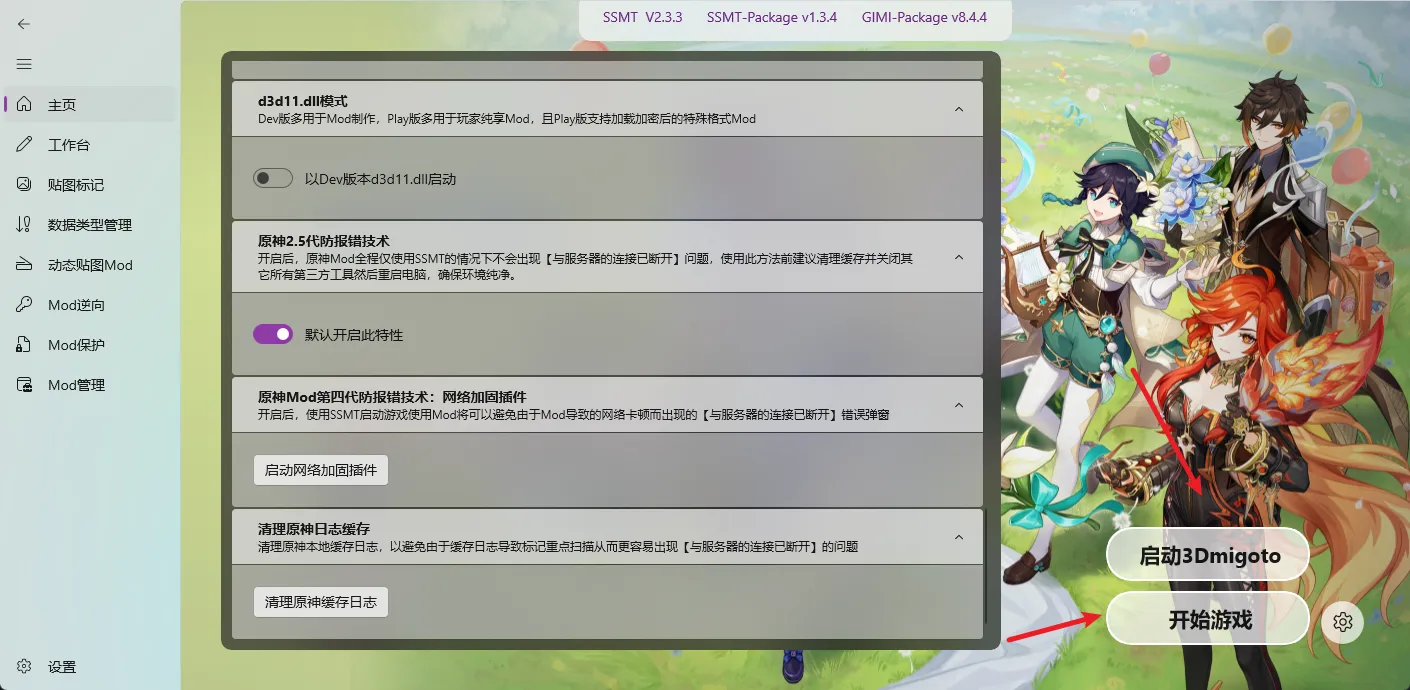 SSMT V2.3.3 SSMT-Package v1.3.4 GIMI-Package v8.4.4
主页
工作台
贴图标记
数据类型管理
动态贴图Mod
Mod逆向
Mod保护
Mod管理
设置
d3d11.dll模式
Dev版多用于Mod制作，Play版多用于玩家纯享Mod，且Play版支持加载加密后的特殊格式Mod
以Dev版本d3d11.dll启动
原神2.5代防报错技术
开启后，原神Mod全程仅使用SSMT的情况下不会出现【与服务器的连接已断开】问题，使用此方法前建议清理缓存并关闭其
它所有第三方工具然后重启电脑，确保环境纯净。
默认开启此特性
原神Mod第四代防报错技术：网络加固插件
开启后，使用SSMT启动游戏使用Mod将可以避免由于Mod导致的网络卡顿而出现的【与服务器的连接已断开】错误弹窗
启动网络加固插件
清理原神日志缓存
清理原神本地缓存日志，以避免由于缓存日志导致标记重点扫描从而更容易出现【与服务器的连接已断开】的问题
清理原神缓存日志
启动3Dmigoto
开始游戏